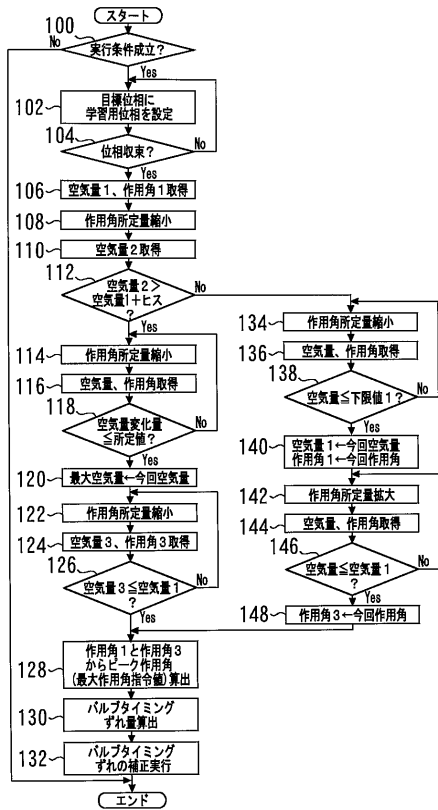 スタート
100
No
実行条件成立?
Yes
102
目標位相に
学習用位相を設定
104
位相収束?
No
Yes
106
空気量1、作用角1取得
108
作用角所定量縮小
110
空気量2取得
112
空気量2>
空気量1+ヒス
?
No
Yes
114
作用角所定量縮小
116
空気量、作用角取得
118
空気量変化量
≦所定値?
No
Yes
120
最大空気量←今回空気量
122
作用角所定量縮小
124
空気量3、作用角3取得
126
空気量3≦空気量1
?
No
Yes
128
作用角1と作用角3
からピーク作用角
(最大作用角指令値)算出
130
バルブタイミング
ずれ量算出
132
バルブタイミング
ずれの補正実行
エンド
134
作用角所定量縮小
136
空気量、作用角取得
138
空気量≦下限値1?
No
Yes
140
空気量1←今回空気量
作用角1←今回作用角
142
作用角所定量拡大
144
空気量、作用角取得
146
空気量≦空気量1
?
No
Yes
148
作用角3←今回作用角